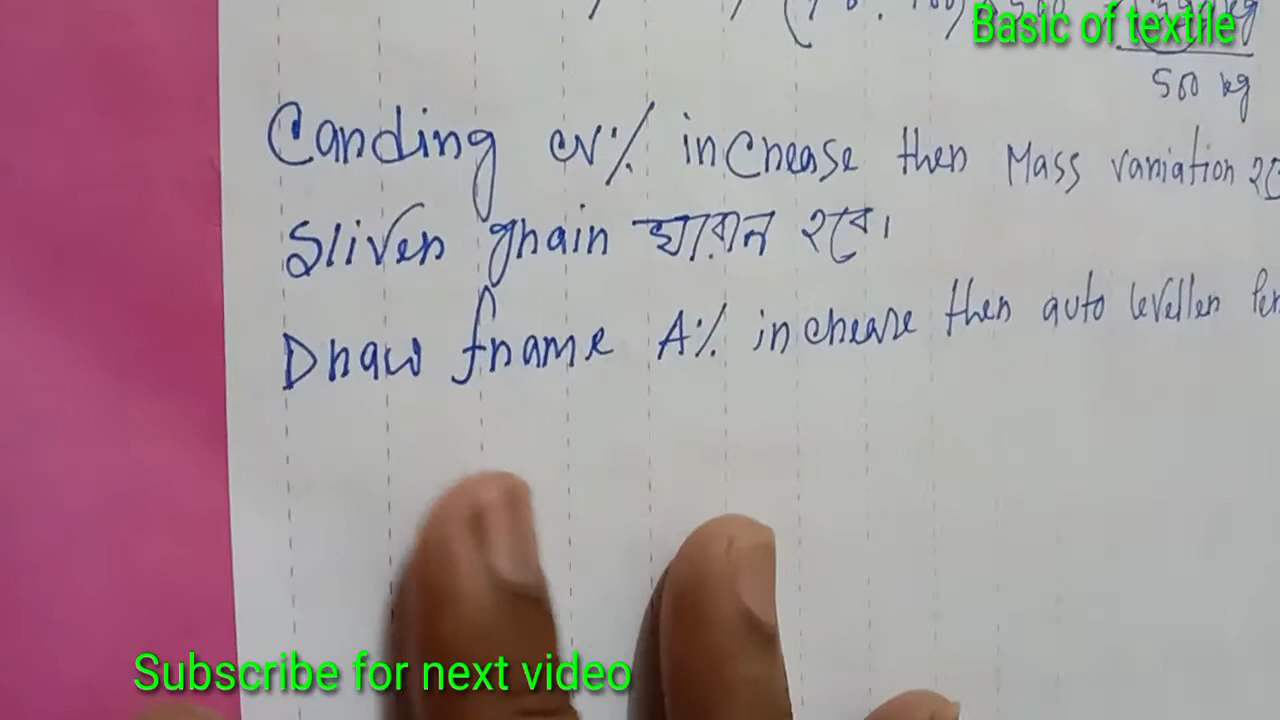 Basic of textile
500 kg
Carding cv% increase then Mass variation
Sliver grain খারাপ হবে।
Draw frame A% increase then auto leveller
Subscribe for next video